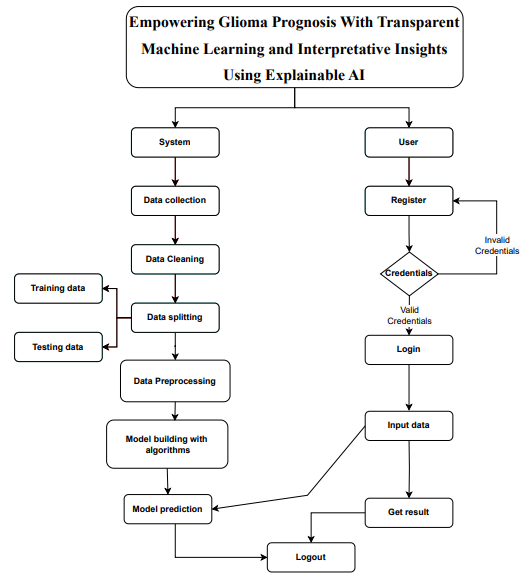 Empowering Glioma Prognosis With Transparent
Machine Learning and Interpretative Insights
Using Explainable AI
System
User
Data collection
Register
Invalid
Credentials
Data Cleaning
Credentials
Training data
Data splitting
Valid
Credentials
Testing data
Login
Data Preprocessing
Model building with
algorithms
Input data
Model prediction
Get result
Logout